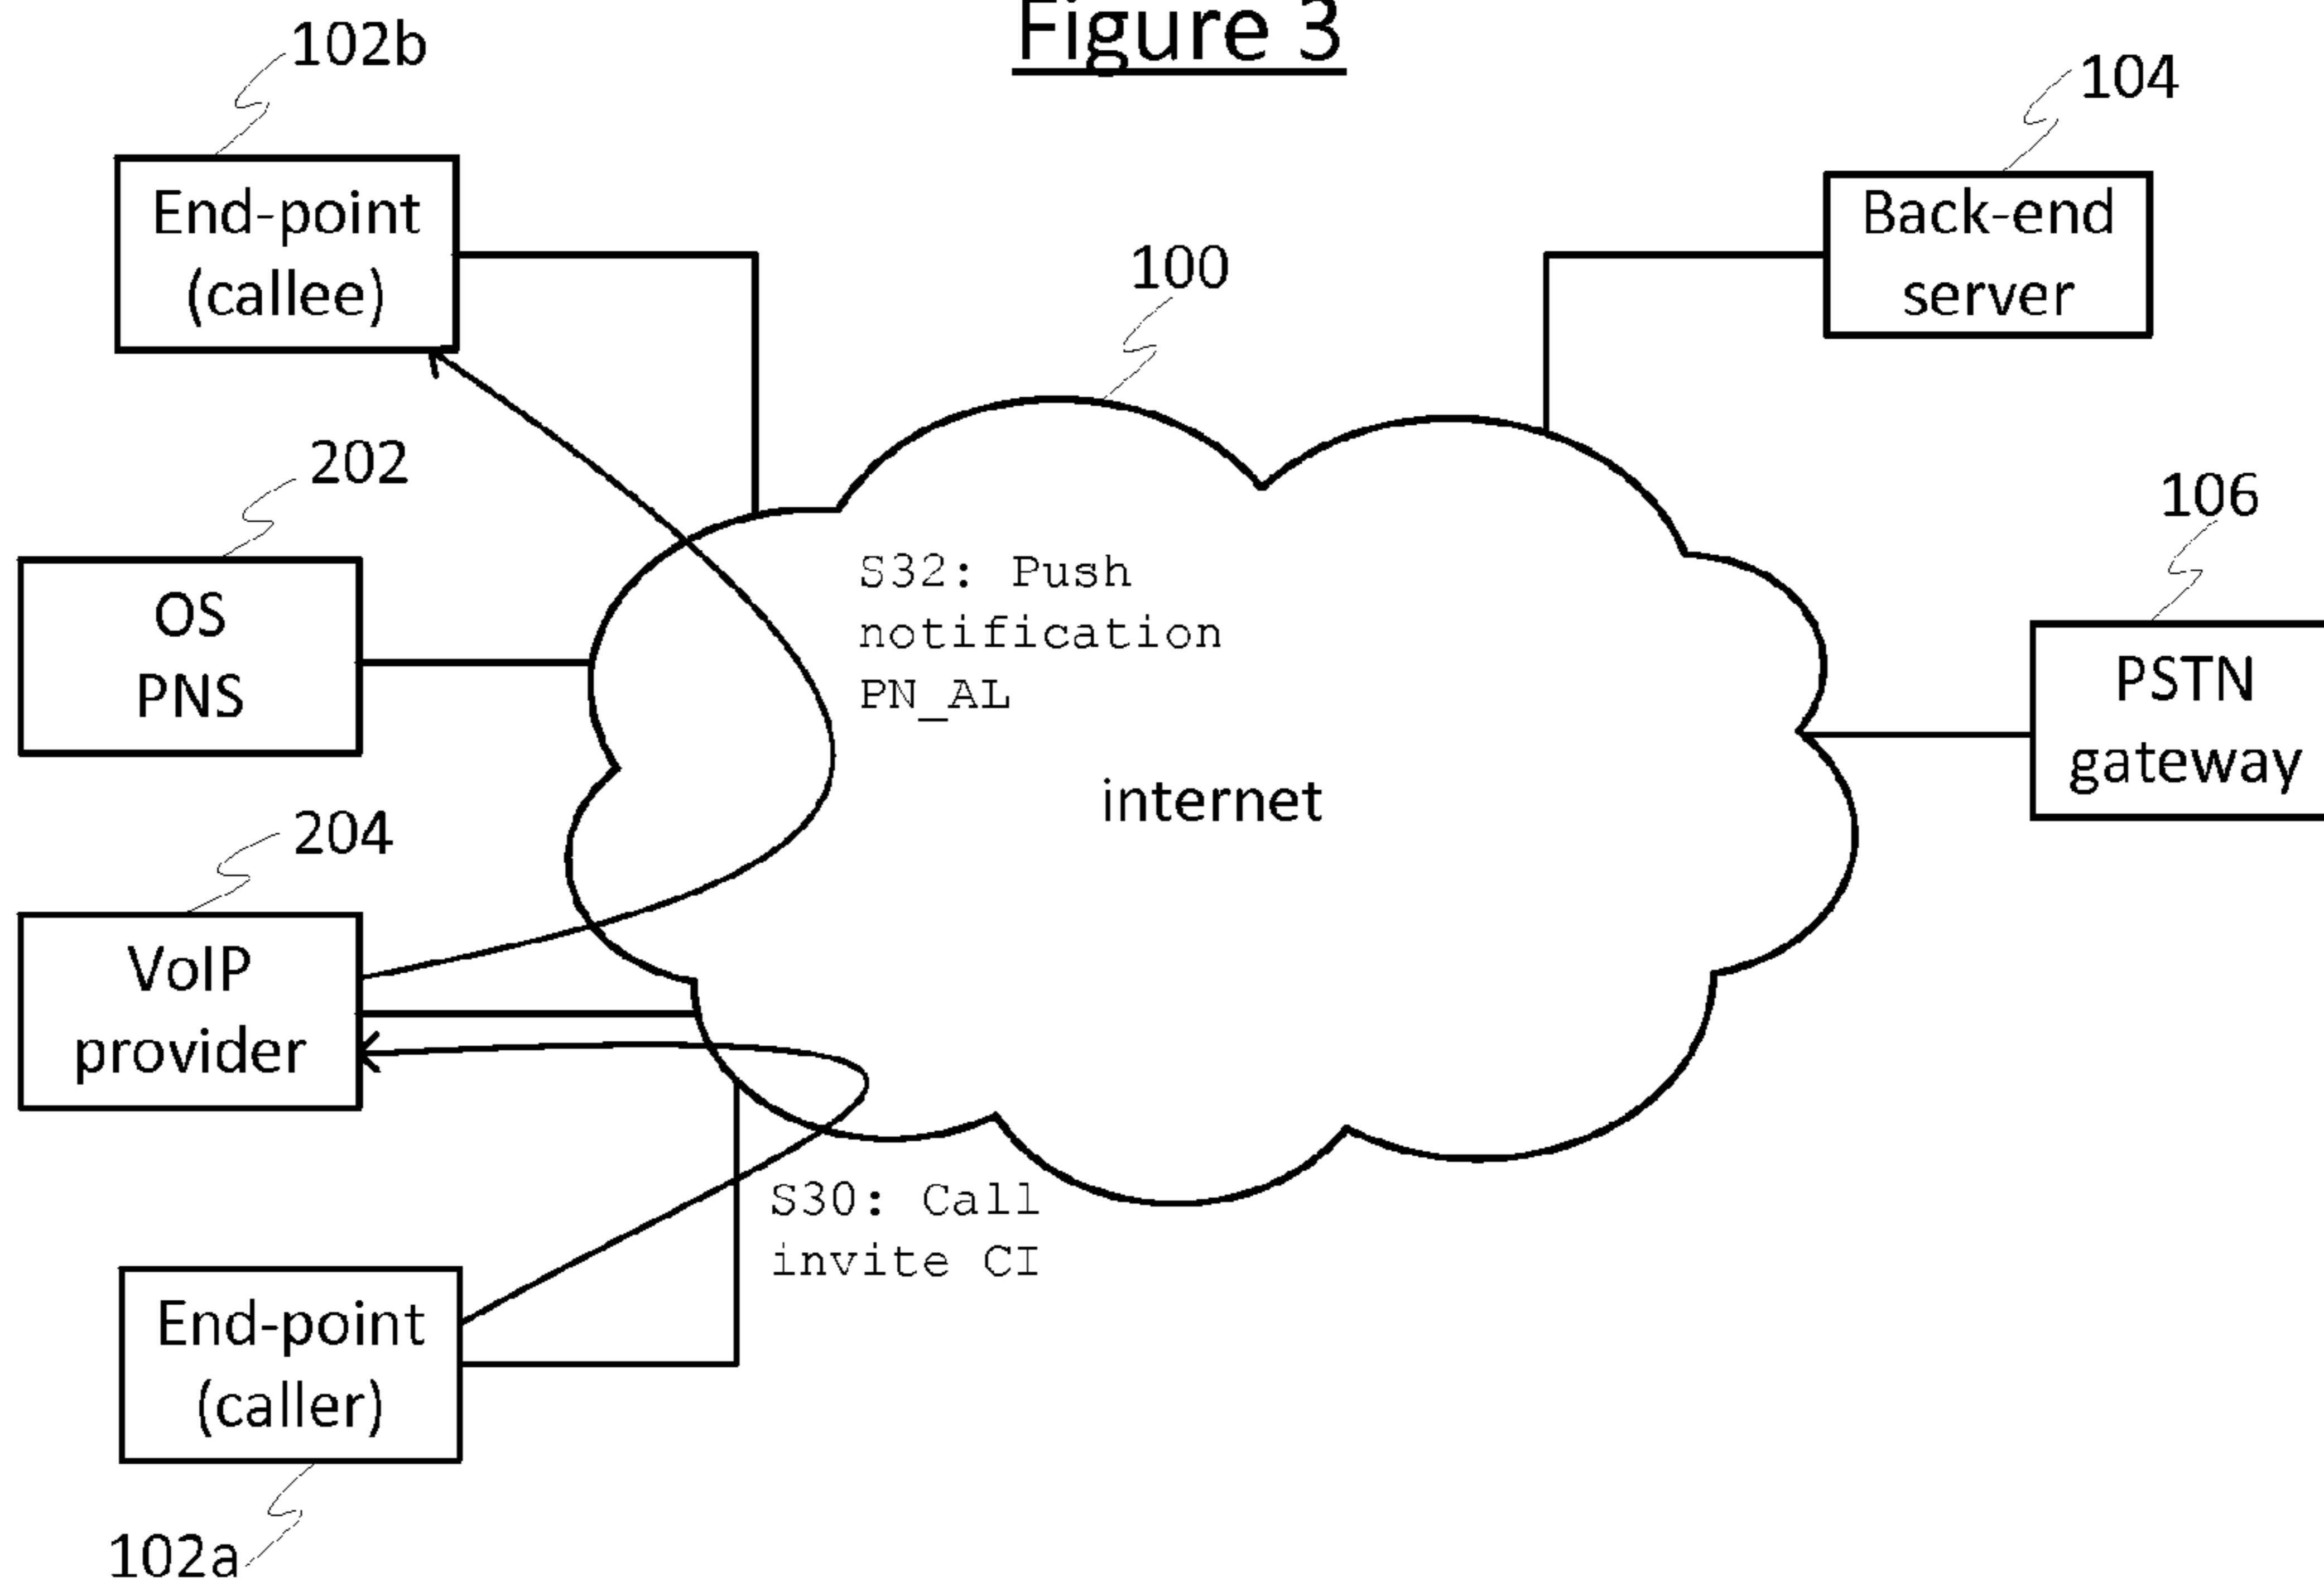 Figure 3
102b
104
End-point
(callee)
Back-end
server
100
202
OS
PNS
S32: Push
notification
PN_AL
106
PSTN
gateway
internet
204
VoIP
provider
S30: Call
invite CI
End-point
(caller)
102a